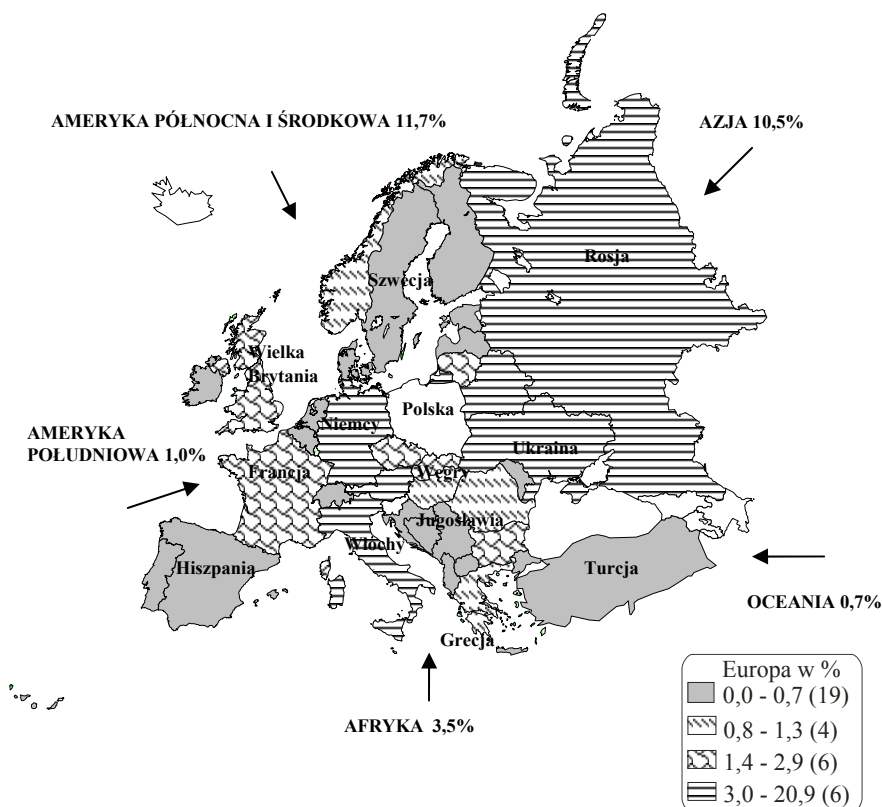 AMERYKA PÓŁNOCNA I ŚRODKOWA 11,7%
AZJA 10,5%
Rosja
Szwecja
Wielka
Brytania
Polska
Niemcy
Ukraina
AMERYKA
POŁUDNIOWA 1,0%
Francja
Węgry
Jugosławia
Włochy
Hiszpania
Turcja
OCEANIA 0,7%
Grecja
AFRYKA 3,5%
Europa w %
0,0 - 0,7 (19)
0,8 - 1,3 (4)
1,4 - 2,9 (6)
3,0 - 20,9 (6)